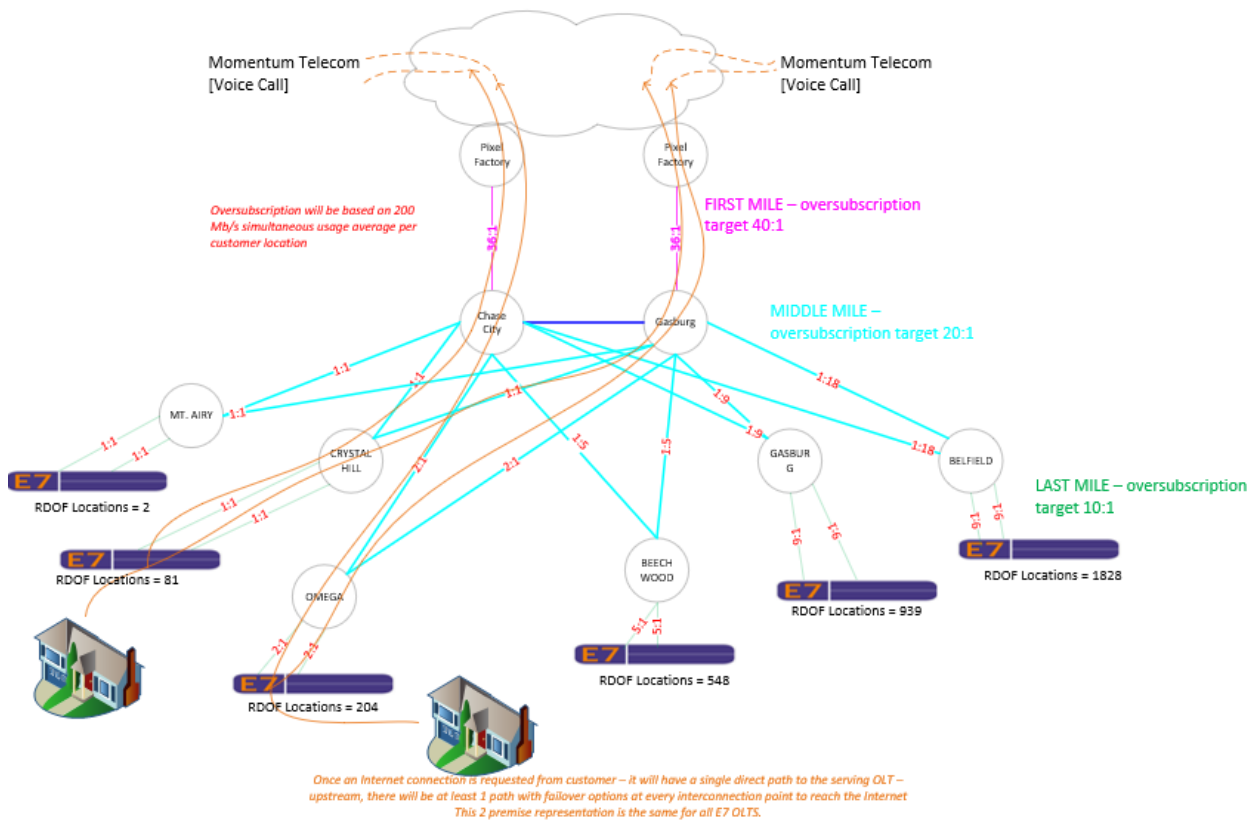 Momentum Telecom
[Voice Call]
Momentum Telecom
[Voice Call]
Pixel
Factory
Pixel
Factory
Oversubscription will be based on 200
Mb/s simultaneous usage average per
customer location
FIRST MILE – oversubscription
target 40:1
36:1
36:1
Chase
City
Gasburg
MIDDLE MILE –
oversubscription target 20:1
1:1
1:1
1:1
1:1
2:1
2:1
1:5
1:5
1:9
1:9
1:18
1:18
MT. AIRY
CRYSTAL
HILL
GASBUR
G
BELFIELD
LAST MILE – oversubscription
target 10:1
1:1
1:1
E7
RDOF Locations = 2
1:1
1:1
E7
RDOF Locations = 81
9:1
9:1
E7
RDOF Locations = 939
9:1
9:1
E7
RDOF Locations = 1828
OMEGA
BEECH
WOOD
2:1
2:1
E7
RDOF Locations = 204
5:1
5:1
E7
RDOF Locations = 548
Once an Internet connection is requested from customer – it will have a single direct path to the serving OLT –
upstream, there will be at least 1 path with failover options at every interconnection point to reach the Internet
This 2 premise representation is the same for all E7 OLTS.